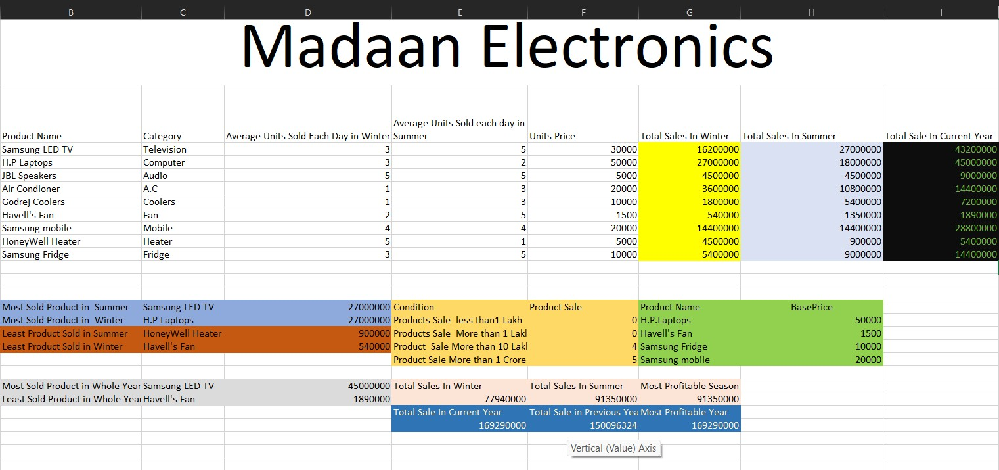 B C D E F G H I
Madaan Electronics
Average Units Sold each day in
Product Name Category Average Units Sold Each Day in Winter Summer Units Price Total Sales In Winter Total Sales In Summer Total Sale In Current Year
Samsung LED TV Television 3 5 30000 16200000 27000000 43200000
H.P Laptops Computer 3 2 50000 27000000 18000000 45000000
JBL Speakers Audio 5 5 5000 4500000 4500000 9000000
Air Condioner A.C 1 3 20000 3600000 10800000 14400000
Godrej Coolers Coolers 1 3 10000 1800000 5400000 7200000
Havell's Fan Fan 2 5 1500 540000 1350000 1890000
Samsung mobile Mobile 4 4 20000 14400000 14400000 28800000
HoneyWell Heater Heater 5 1 5000 4500000 900000 5400000
Samsung Fridge Fridge 3 5 10000 5400000 9000000 14400000
Most Sold Product in  Summer Samsung LED TV 27000000 Condition Product Sale Product Name BasePrice
Most Sold Product in  Winter H.P Laptops 27000000 Products Sale  less than1 Lakh 0 H.P.Laptops 50000
Least Product Sold in Summer HoneyWell Heater 900000 Products Sale  More than 1 Lakh 0 Havell's Fan 1500
Least Product Sold in Winter Havell's Fan 540000 Product  Sale More than 10 Lakh 4 Samsung Fridge 10000
Product Sale More than 1 Crore 5 Samsung mobile 20000
Most Sold Product in Whole Year Samsung LED TV 45000000 Total Sales In Winter Total Sales In Summer Most Profitable Season
Least Sold Product in Whole Year Havell's Fan 1890000 77940000 91350000 91350000
Total Sale In Current Year Total Sale in Previous Yea Most Profitable Year
169290000 150096324 169290000
Vertical (Value) Axis